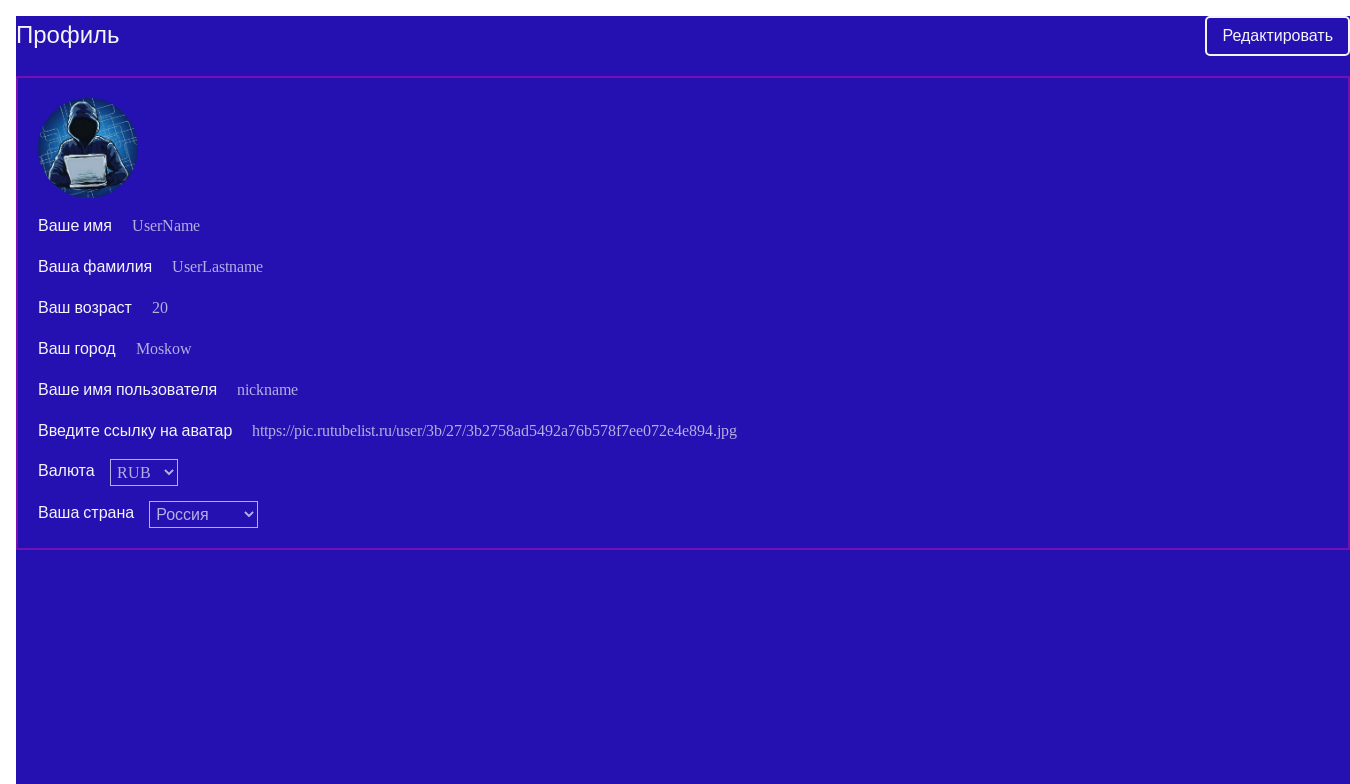 Профиль
Редактировать
Ваше имя UserName
Ваша фамилия UserLastname
Ваш возраст 20
Ваш город Moskow
Ваше имя пользователя nickname
Введите ссылку на аватар https://pic.rutubelist.ru/user/3b/27/3b2758ad5492a76b578f7ee072e4e894.jpg
Валюта RUB
Ваша страна Россия